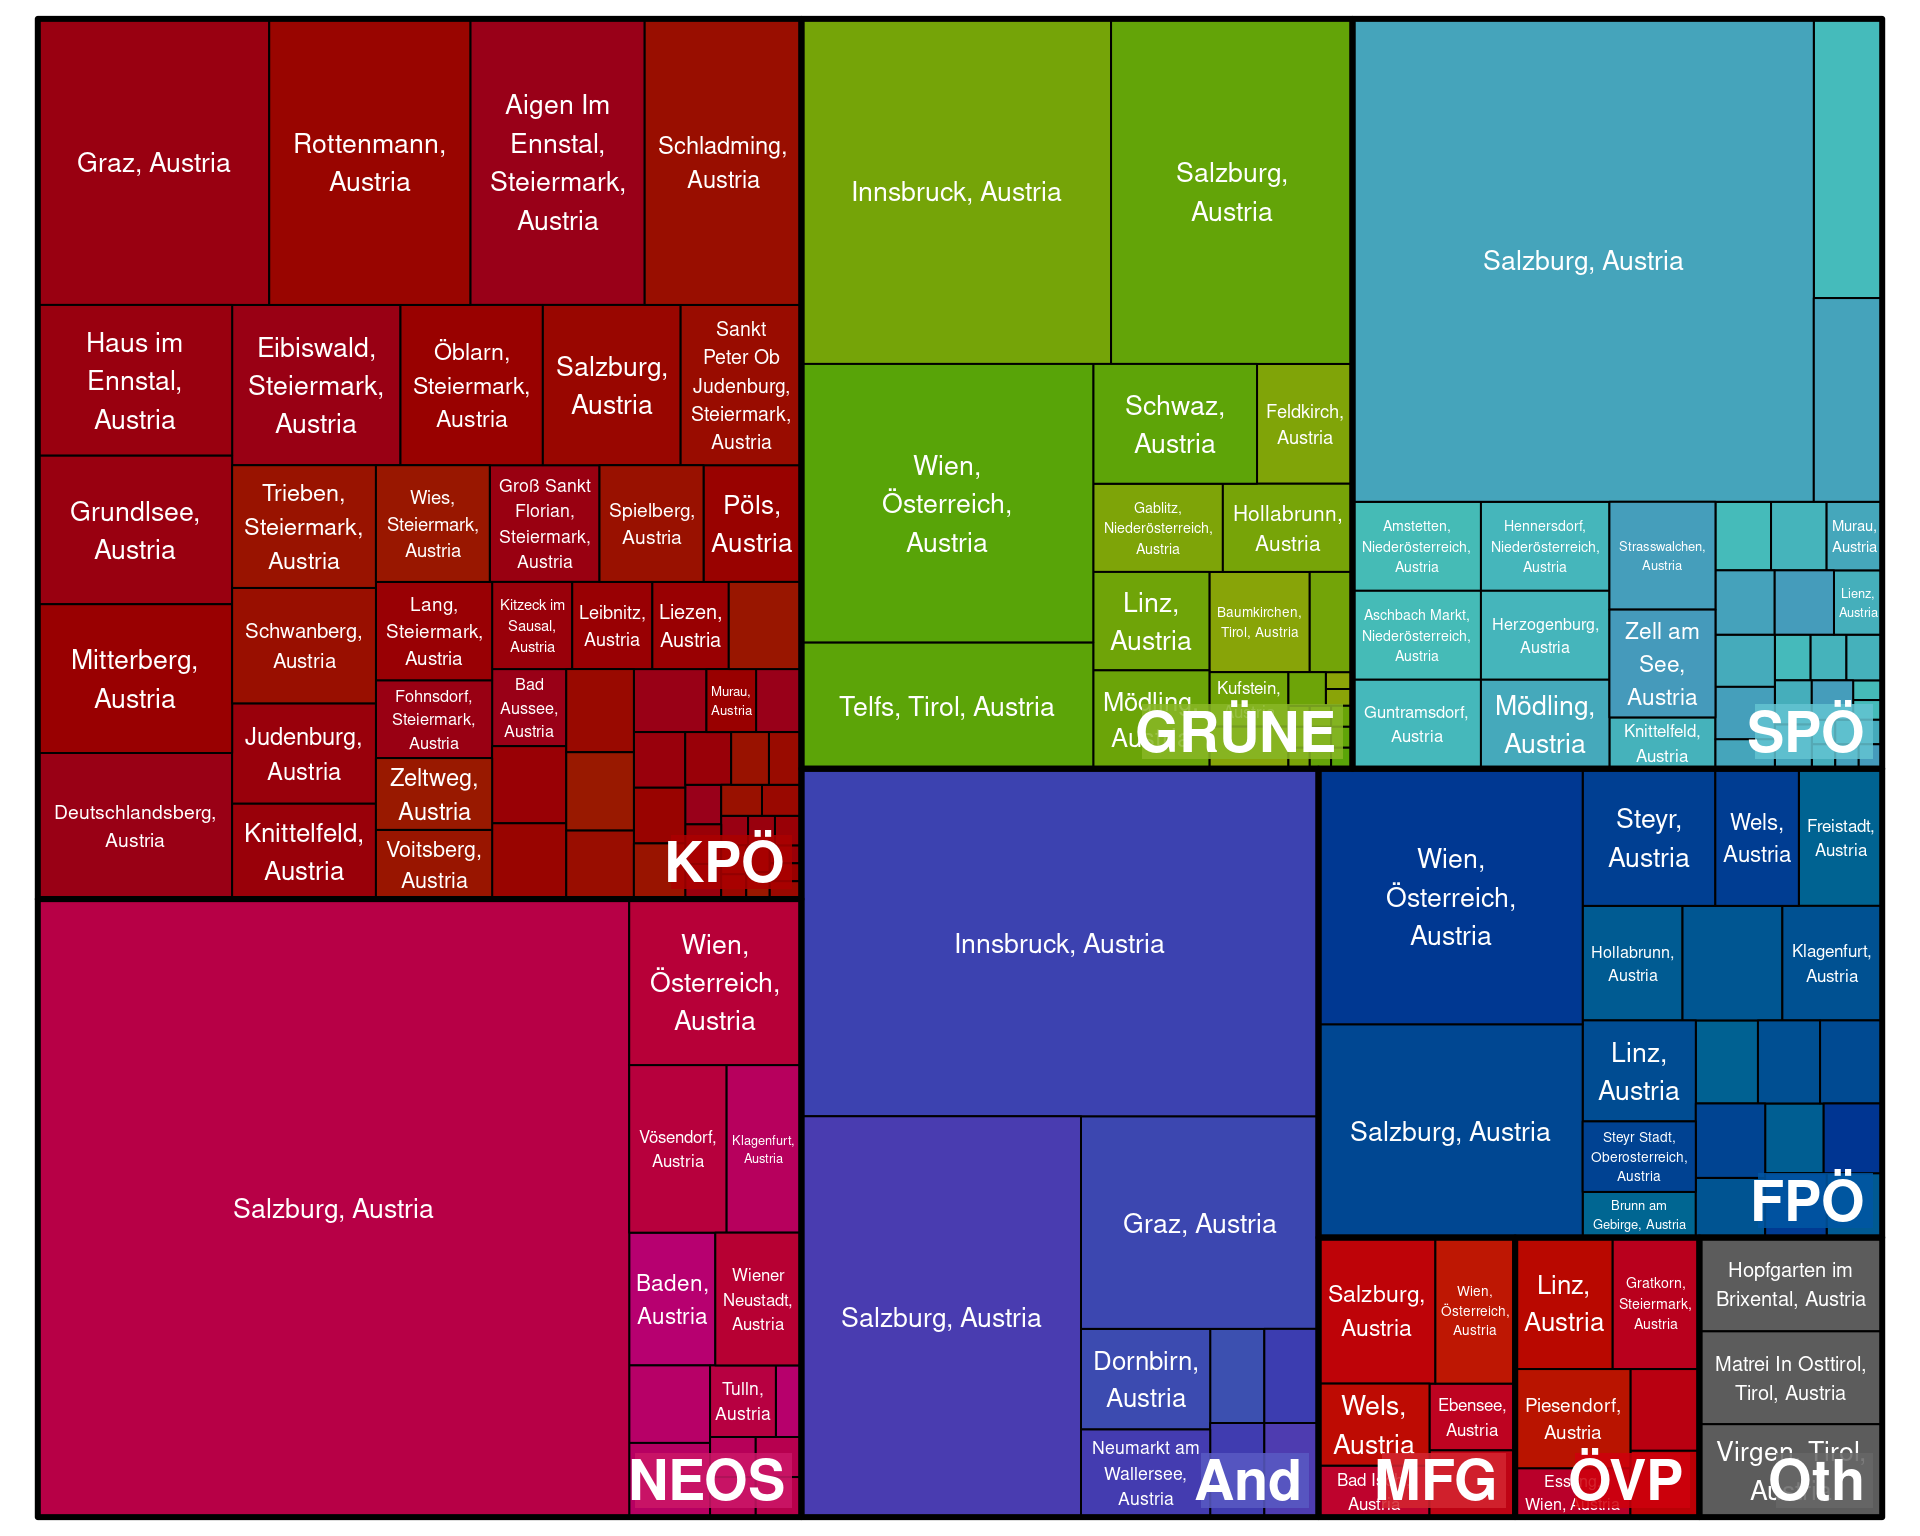 Graz, Austria
Rottenmann,
Austria
Aigen Im
Ennstal,
Steiermark,
Austria
Schladming,
Austria
Haus im
Ennstal,
Austria
Eibiswald,
Steiermark,
Austria
Öblarn,
Steiermark,
Austria
Salzburg,
Austria
Sankt
Peter Ob
Judenburg,
Steiermark,
Austria
Grundlsee,
Austria
Trieben,
Steiermark,
Austria
Wies,
Steiermark,
Austria
Groß Sankt
Florian,
Steiermark,
Austria
Spielberg,
Austria
Pöls,
Austria
Mitterberg,
Austria
Schwanberg,
Austria
Lang,
Steiermark,
Austria
Kitzeck im
Sausal,
Austria
Leibnitz,
Austria
Liezen,
Austria
Judenburg,
Austria
Fohnsdorf,
Steiermark,
Austria
Bad
Aussee,
Austria
Murau,
Austria
Deutschlandsberg,
Austria
Knittelfeld,
Austria
Zeltweg,
Austria
Voitsberg,
Austria
KPÖ
Innsbruck, Austria
Salzburg,
Austria
Wien,
Österreich,
Austria
Schwaz,
Austria
Feldkirch,
Austria
Gablitz,
Niederösterreich,
Austria
Hollabrunn,
Austria
Linz,
Austria
Baumkirchen,
Tirol, Austria
Telfs, Tirol, Austria
Mödling,
Austria
Kufstein,
GRÜNE
Salzburg, Austria
Amstetten,
Niederösterreich,
Austria
Hennersdorf,
Niederösterreich,
Austria
Strasswalchen,
Austria
Murau,
Austria
Aschbach Markt,
Niederösterreich,
Austria
Herzogenburg,
Austria
Zell am
See,
Austria
Lienz,
Austria
Guntramsdorf,
Austria
Mödling,
Austria
Knittelfeld,
Austria
SPÖ
Salzburg, Austria
Wien,
Österreich,
Austria
Vösendorf,
Austria
Klagenfurt,
Austria
Baden,
Austria
Wiener
Neustadt,
Austria
Tulln,
Austria
NEOS
Innsbruck, Austria
Salzburg, Austria
Graz, Austria
Dornbirn,
Austria
Neumarkt am
Wallersee,
Austria
And
Wien,
Österreich,
Austria
Steyr,
Austria
Wels,
Austria
Freistadt,
Austria
Hollabrunn,
Austria
Klagenfurt,
Austria
Salzburg, Austria
Linz,
Austria
Steyr Stadt,
Oberosterreich,
Austria
Brunn am
Gebirge, Austria
FPÖ
Salzburg,
Austria
Wien,
Österreich,
Austria
Wels,
Austria
Ebensee,
Austria
Bad
Austria
MFG
Linz,
Austria
Gratkorn,
Steiermark,
Austria
Piesendorf,
Austria
Wien, Austria
ÖVP
Hopfgarten im
Brixental, Austria
Matrei In Osttirol,
Tirol, Austria
Virgen, Tirol,
Austria
Oth